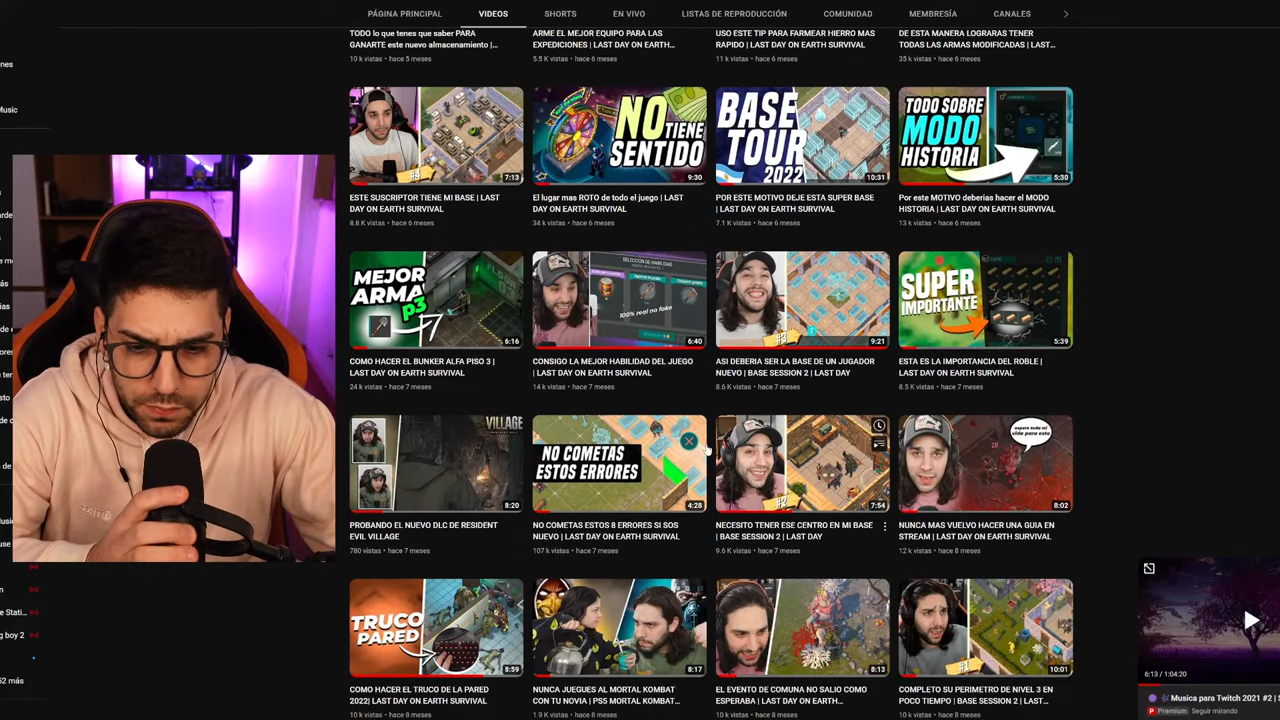 PÁGINA PRINCIPAL VIDEOS SHORTS EN VIVO LISTAS DE REPRODUCCIÓN COMUNIDAD MEMBRESÍA CANALES
TODO lo que tenes que saber PARA
GANARTE este nuevo almacenamiento |...
10 k vistas • hace 5 meses
ARME EL MEJOR EQUIPO PARA LAS
EXPEDICIONES | LAST DAY ON EARTH...
5.5 K vistas • hace 6 meses
USO ESTE TIP PARA FARMEAR HIERRO MAS
RAPIDO | LAST DAY ON EARTH SURVIVAL
11 k vistas • hace 6 meses
DE ESTA MANERA LOGRARAS TENER
TODAS LAS ARMAS MODIFICADAS | LAST...
35 k vistas • hace 6 meses
#4
7:13
ESTE SUSCRIPTOR TIENE MI BASE | LAST
DAY ON EARTH SURVIVAL
8.8 K vistas • hace 6 meses
NO TIENE
SENTIDO
9:30
El lugar mas ROTO de todo el juego | LAST
DAY ON EARTH SURVIVAL
34 k vistas • hace 6 meses
BASE
TOUR
2022
10:31
POR ESTE MOTIVO DEJE ESTA SUPER BASE
| LAST DAY ON EARTH SURVIVAL
7.1 K vistas • hace 6 meses
TODO SOBRE
MODO
HISTORIA
5:30
Por este MOTIVO deberias hacer el MODO
HISTORIA | LAST DAY ON EARTH SURVIVAL
13 k vistas • hace 6 meses
MEJOR
ARMA
p3
6:16
COMO HACER EL BUNKER ALFA PISO 3 |
LAST DAY ON EARTH SURVIVAL
24 k vistas • hace 7 meses
SELECCIÓN DE HABILIDAD
100% real no fake
6:40
CONSIGO LA MEJOR HABILIDAD DEL JUEGO
| LAST DAY ON EARTH SURVIVAL
14 k vistas • hace 7 meses
#3
9:21
ASI DEBERIA SER LA BASE DE UN JUGADOR
NUEVO | BASE SESSION 2 | LAST DAY
8.6 K vistas • hace 7 meses
SUPER
IMPORTANTE
5:39
ESTA ES LA IMPORTANCIA DEL ROBLE |
LAST DAY ON EARTH SURVIVAL
8.5 K vistas • hace 7 meses
VILLAGE
8:20
PROBANDO EL NUEVO DLC DE RESIDENT
EVIL VILLAGE
780 vistas • hace 7 meses
NO COMETAS
ESTOS ERRORES
4:28
NO COMETAS ESTOS 8 ERRORES SI SOS
NUEVO | LAST DAY ON EARTH SURVIVAL
107 k vistas • hace 7 meses
#2
7:54
NECESITO TENER ESE CENTRO EN MI BASE
| BASE SESSION 2 | LAST DAY
9.6 K vistas • hace 7 meses
20
8:02
NUNCA MAS VUELVO HACER UNA GUIA EN
STREAM | LAST DAY ON EARTH SURVIVAL
12 k vistas • hace 8 meses
TRUCO
PARED
8:59
COMO HACER EL TRUCO DE LA PARED
2022| LAST DAY ON EARTH SURVIVAL
10 k vistas • hace 8 meses
8:17
NUNCA JUEGUES AL MORTAL KOMBAT
CON TU NOVIA | PS5 MORTAL KOMBAT...
1.9 K vistas • hace 8 meses
8:13
EL EVENTO DE COMUNA NO SALIO COMO
ESPERABA | LAST DAY ON EARTH...
10 k vistas • hace 8 meses
#1
10:01
COMPLETO SU PERIMETRO DE NIVEL 3 EN
POCO TIEMPO | BASE SESSION 2 | LAST...
10 k vistas • hace 8 meses
6:13 / 1:04:20
Musica para Twitch 2021 #2 | S
Premium Seguir mirando